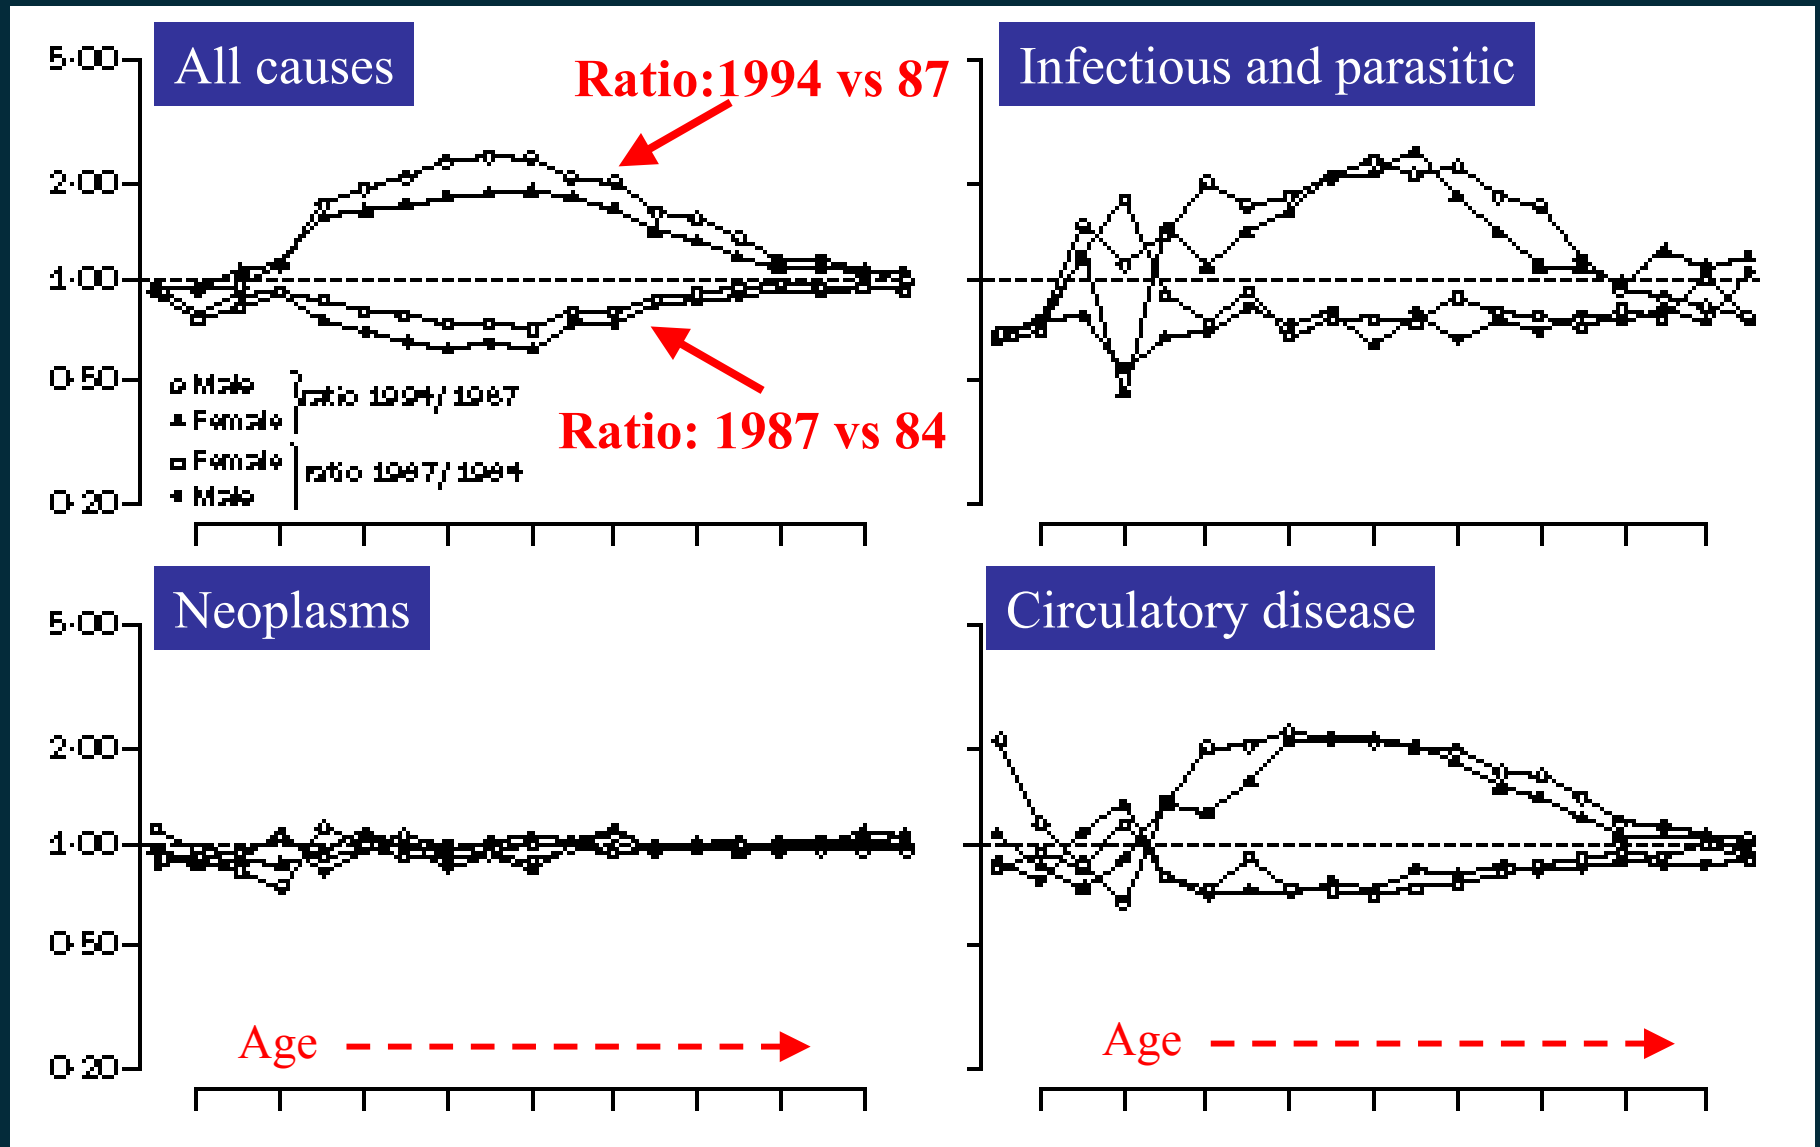 All causes
Ratio:1994 vs 87
5·00
2·00
1·00
0·50
0·20
Male
Female
ratio 1994/1987
Female
Male
ratio 1987/1984
Ratio: 1987 vs 84
Infectious and parasitic
Neoplasms
5·00
2·00
1·00
0·50
0·20
Age
Circulatory disease
Age